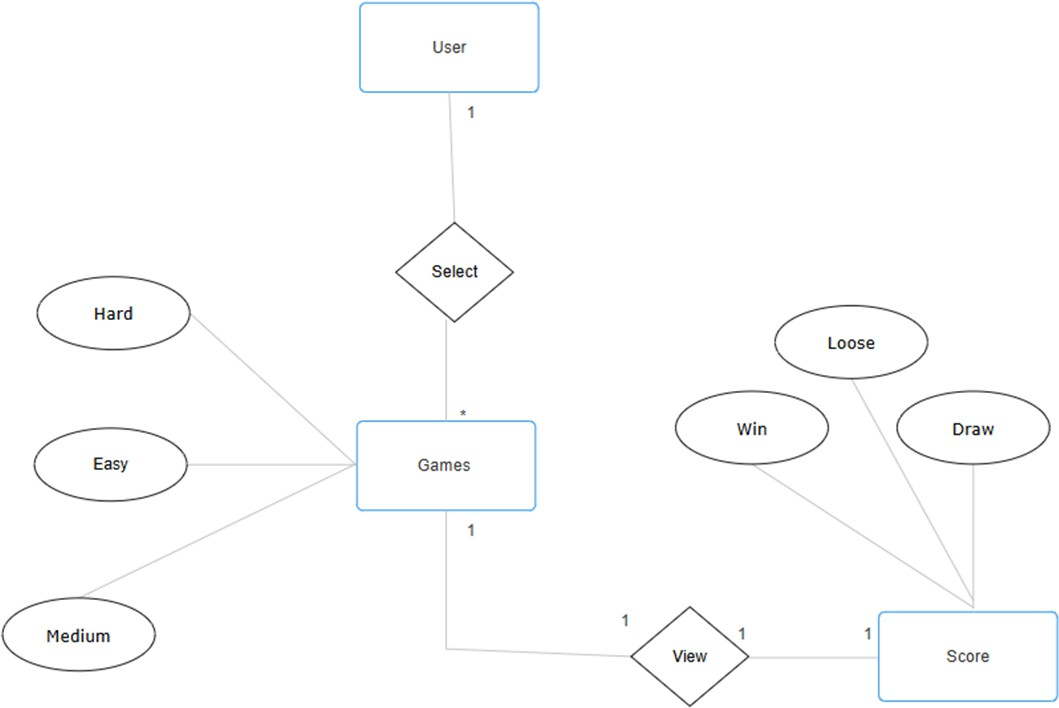 User
1
Select
Hard
Loose
Win
Draw
*
Easy
Games
1
1
1
1
Medium
View
Score